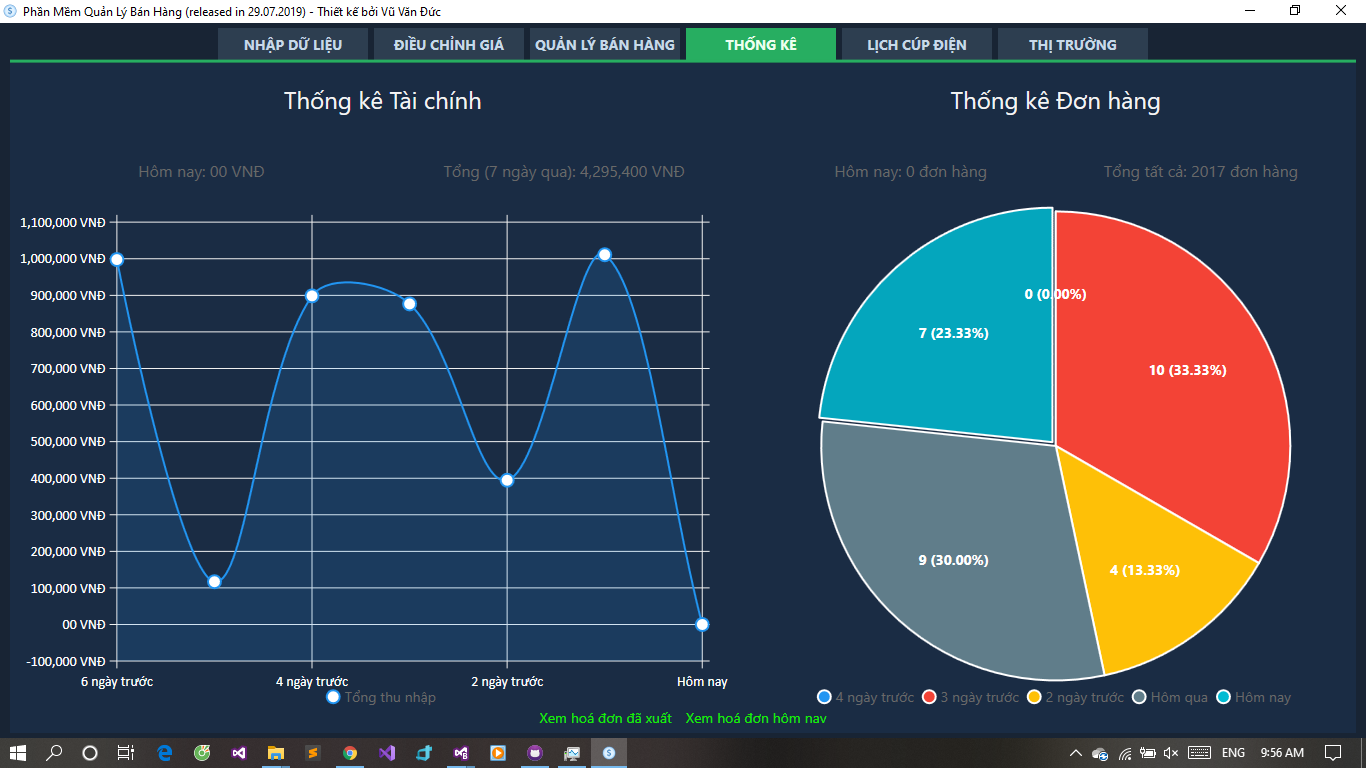 Phần Mềm Quản Lý Bán Hàng (released in 29.07.2019) - Thiết kế bởi Vũ Văn Đức
NHẬP DỮ LIỆU ĐIỀU CHỈNH GIÁ QUẢN LÝ BÁN HÀNG THỐNG KÊ LỊCH CÚP ĐIỆN THỊ TRƯỜNG
Thống kê Tài chính
Hôm nay: 00 VNĐ Tổng (7 ngày qua): 4,295,400 VNĐ
1,100,000 VNĐ
1,000,000 VNĐ
900,000 VNĐ
800,000 VNĐ
700,000 VNĐ
600,000 VNĐ
500,000 VNĐ
400,000 VNĐ
300,000 VNĐ
200,000 VNĐ
100,000 VNĐ
00 VNĐ
-100,000 VNĐ
6 ngày trước 4 ngày trước 2 ngày trước Hôm nay
Tổng thu nhập
Thống kê Đơn hàng
Hôm nay: 0 đơn hàng Tổng tất cả: 2017 đơn hàng
0 (0.00%)
7 (23.33%)
10 (33.33%)
9 (30.00%)
4 (13.33%)
4 ngày trước 3 ngày trước 2 ngày trước Hôm qua Hôm nay
Xem hoá đơn đã xuất Xem hoá đơn hôm nay
ENG 9:56 AM